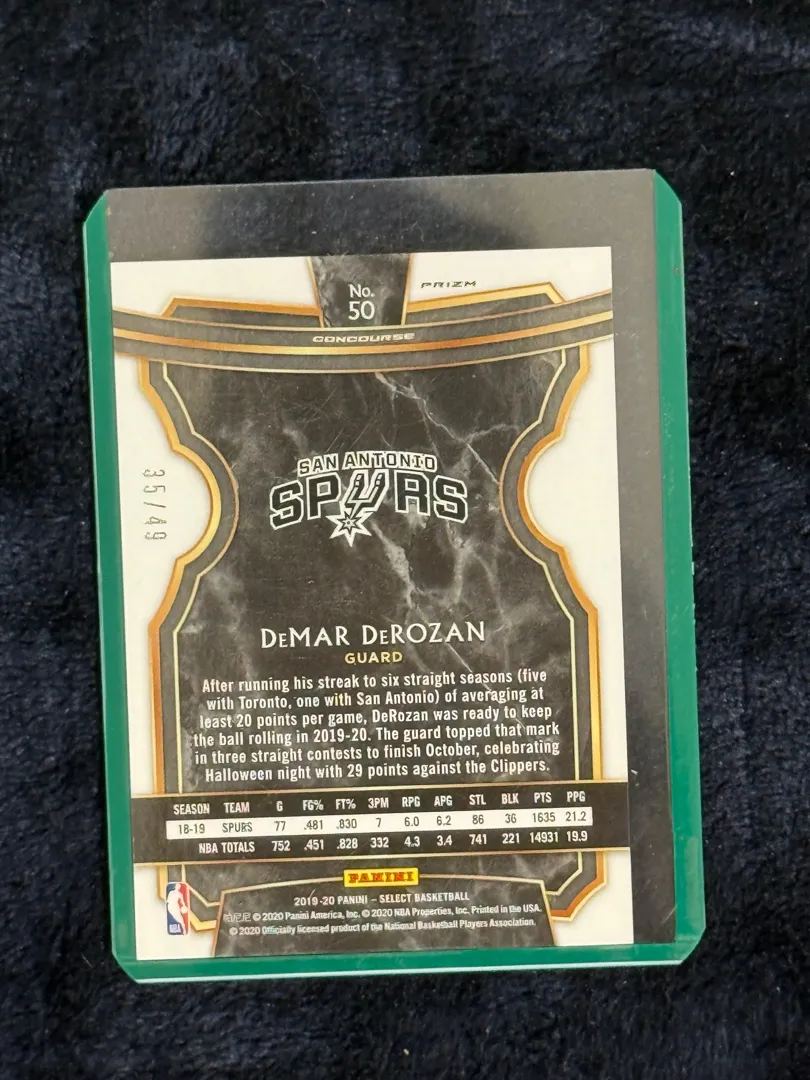 No.
50
PRIZM
CONCOURSE
35/49
SAN ANTONIO
SPURS
DEMAR DEROZAN
GUARD
After running his streak to six straight seasons (five
with Toronto, one with San Antonio) of averaging at
least 20 points per game, DeRozan was ready to keep
the ball rolling in 2019-20. The guard topped that mark
in three straight contests to finish October, celebrating
Halloween night with 29 points against the Clippers.
SEASON TEAM G FG% FT% 3PM RPG APG STL BLK PTS PPG
18-19 SPURS 77 .481 .830 7 6.0 6.2 86 36 1635 21.2
NBA TOTALS 752 .451 .828 332 4.3 3.4 741 221 14931 19.9
PANINI
2019-20 PANINI – SELECT BASKETBALL
帕尼尼 © 2020 Panini America, Inc. © 2020 NBA Properties, Inc. Printed in the USA.
© 2020 Officially licensed product of the National Basketball Players Association.
NBA